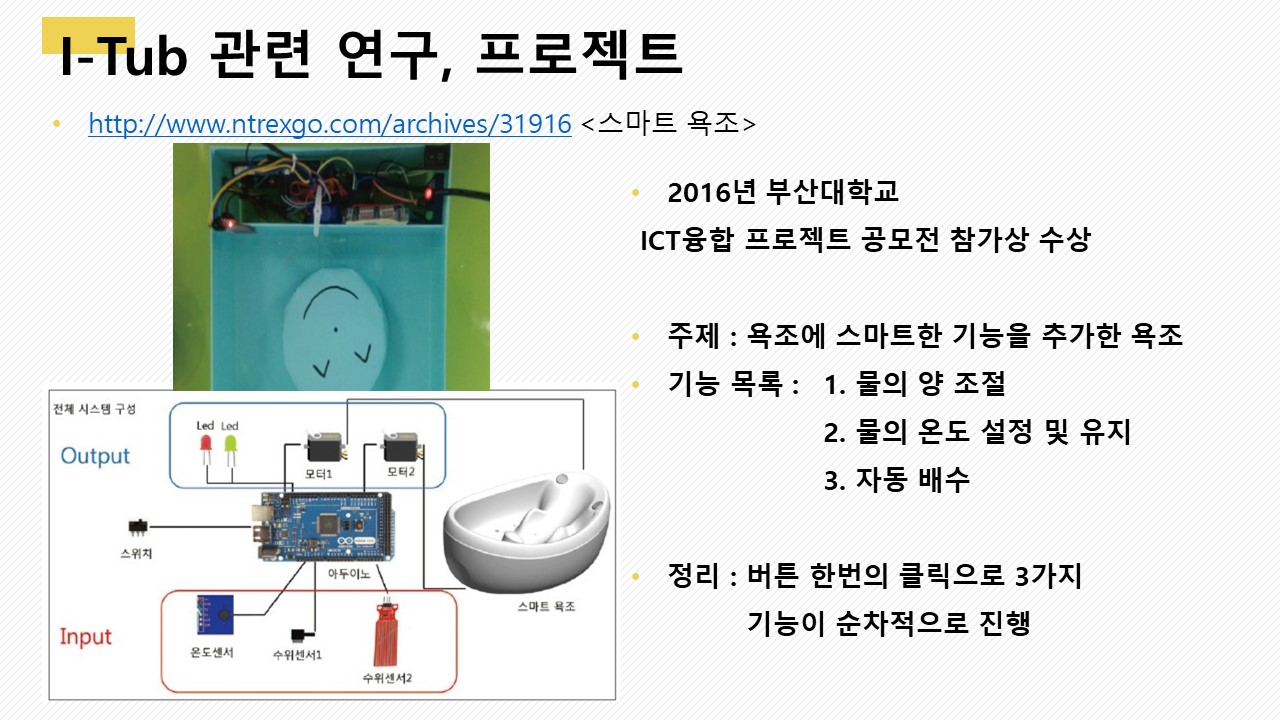 I-Tub 관련 연구, 프로젝트
• http://www.ntrexgo.com/archives/31916 <스마트 욕조>
• 2016년 부산대학교
ICT융합 프로젝트 공모전 참가상 수상
• 주제 : 욕조에 스마트한 기능을 추가한 욕조
• 기능 목록 : 1. 물의 양 조절
2. 물의 온도 설정 및 유지
3. 자동 배수
• 정리 : 버튼 한번의 클릭으로 3가지
기능이 순차적으로 진행
전체 시스템 구성
Output
Led Led
모터1
모터2
스위치
아두이노
스마트 욕조
Input
온도센서
수위센서1
수위센서2